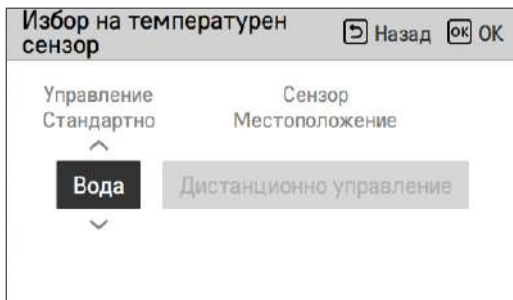 Избор на температурен
сензор
Назад OK OK
Управление Сензор
Стандартно Местоположение
Вода Дистанционно управление